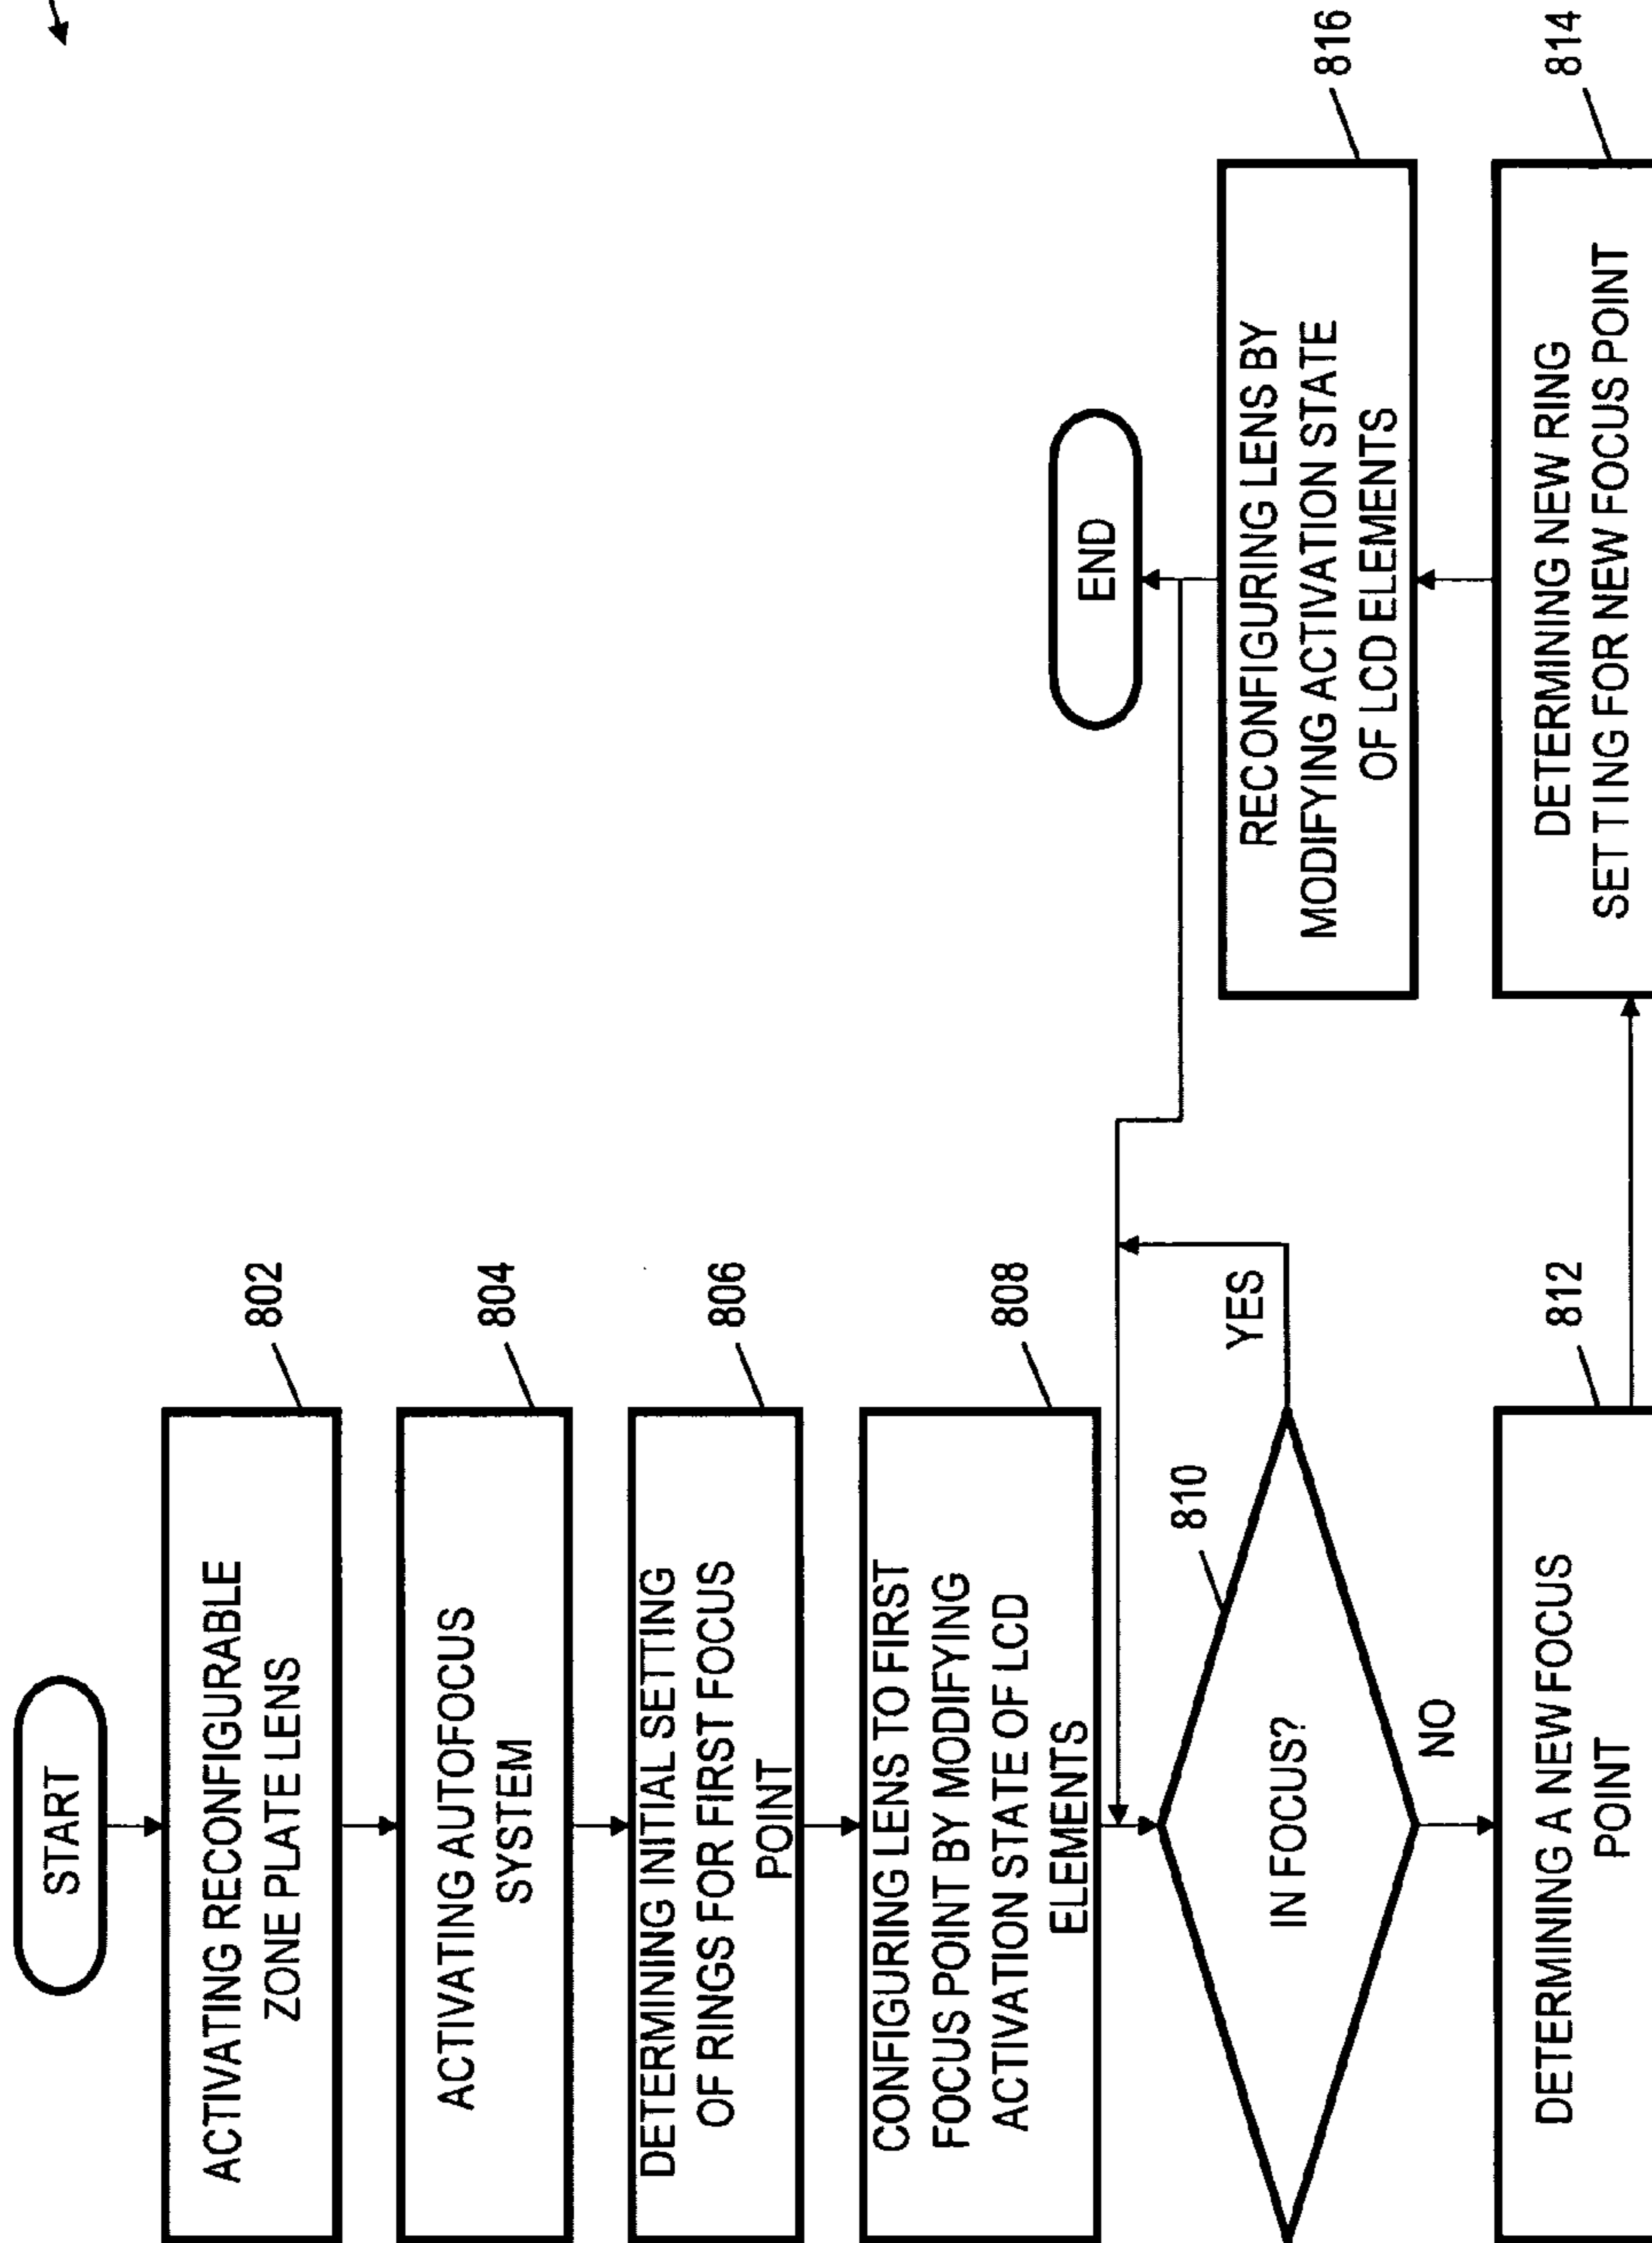 START
ACTIVATING RECONFIGURABLE
ZONE PLATE LENS
802
ACTIVATING AUTOFOCUS
SYSTEM
804
DETERMINING INITIAL SETTING
OF RINGS FOR FIRST FOCUS
POINT
806
CONFIGURING LENS TO FIRST
FOCUS POINT BY MODIFYING
ACTIVATION STATE OF LCD
ELEMENTS
808
810
IN FOCUS?
YES
NO
DETERMINING A NEW FOCUS
POINT
812
DETERMINING NEW RING
SETTING FOR NEW FOCUS POINT
814
RECONFIGURING LENS BY
MODIFYING ACTIVATION STATE
OF LCD ELEMENTS
816
END